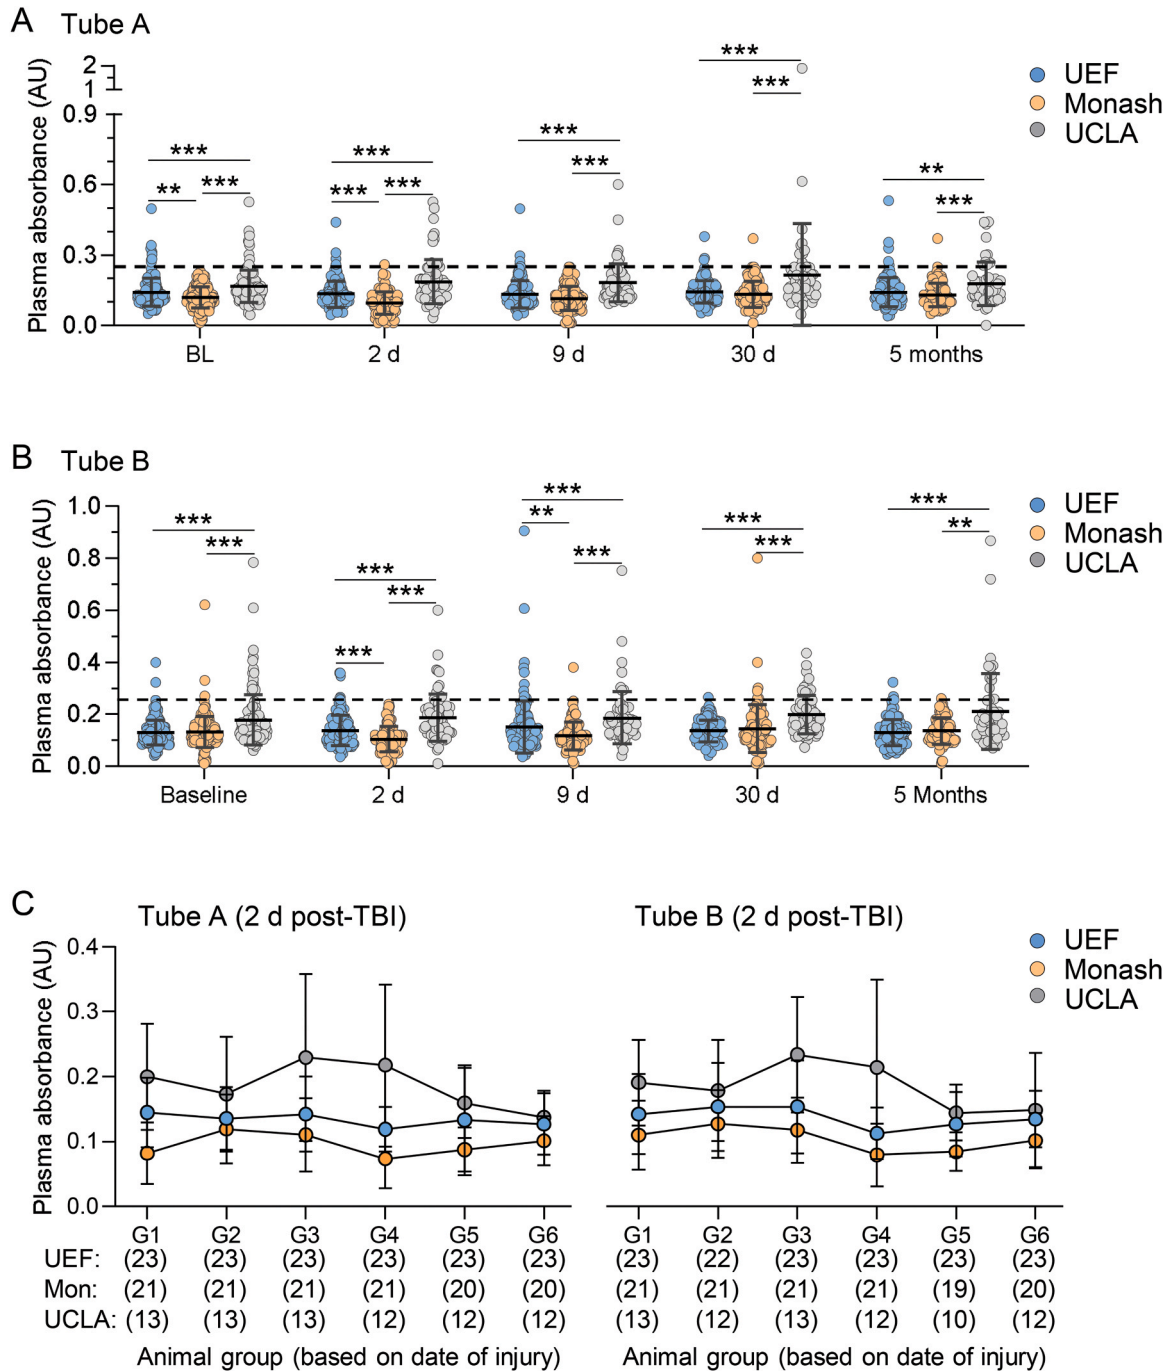 A Tube A
Plasma absorbance (AU)
2
1
0.9
0.6
0.3
0.0
*** *** *** *** **
** *** *** *** *** *** ***
BL 2 d 9 d 30 d 5 months
UEF
Monash
UCLA
B Tube B
Plasma absorbance (AU)
1.0
0.8
0.6
0.4
0.2
0.0
*** *** *** *** ***
*** *** *** ** *** *** **
Baseline 2 d 9 d 30 d 5 Months
UEF
Monash
UCLA
C
Tube A (2 d post-TBI) Tube B (2 d post-TBI)
Plasma absorbance (AU)
0.4
0.3
0.2
0.1
0.0
UEF
Monash
UCLA
G1 G2 G3 G4 G5 G6 G1 G2 G3 G4 G5 G6
UEF: (23) (23) (23) (23) (23) (23) (23) (22) (23) (23) (23) (23)
Mon: (21) (21) (21) (21) (20) (20) (21) (21) (21) (21) (19) (20)
UCLA: (13) (13) (13) (12) (12) (12) (13) (12) (13) (12) (10) (12)
Animal group (based on date of injury) Animal group (based on date of injury)